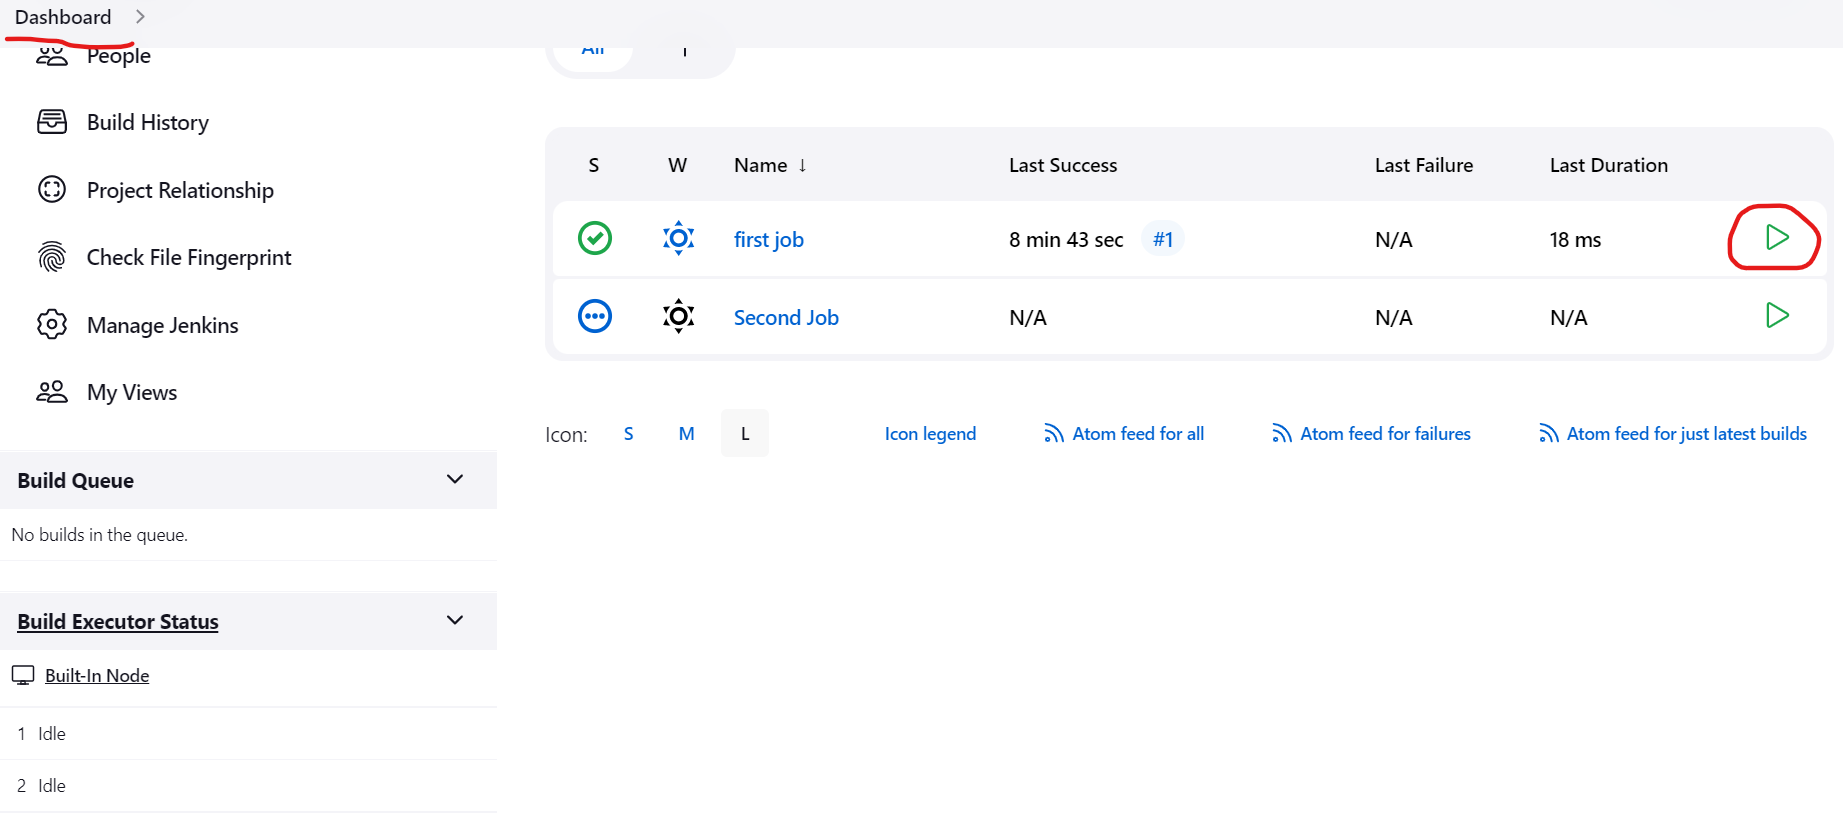 Dashboard
People
Build History
Project Relationship
Check File Fingerprint
Manage Jenkins
My Views
Build Queue
No builds in the queue.
Build Executor Status
Built-In Node
1 Idle
2 Idle
All
S W Name ↓ Last Success Last Failure Last Duration
first job 8 min 43 sec #1 N/A 18 ms
Second Job N/A N/A N/A
Icon: S M L Icon legend Atom feed for all Atom feed for failures Atom feed for just latest builds